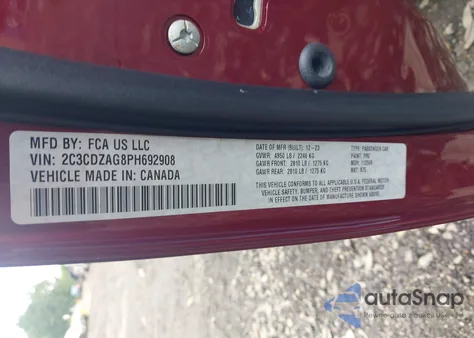 MFD BY: FCA US LLC
VIN: 2C3CDZAG8PH692908
VEHICLE MADE IN: CANADA
DATE OF MFR (BUILT): 12-23
GVWR: 4950 LB / 2246 KG
GAWR FRONT: 2810 LB / 1275 KG
GAWR REAR: 2810 LB / 1275 KG
TYPE: PASSENGER CAR
PAINT: PRV
THIS VEHICLE CONFORMS TO ALL APPLICABLE U.S.A. FEDERAL MOTOR
VEHICLE SAFETY, BUMPER, AND THEFT PREVENTION STANDARDS
IN EFFECT ON THE DATE OF MANUFACTURE SHOWN ABOVE.
autoSnap